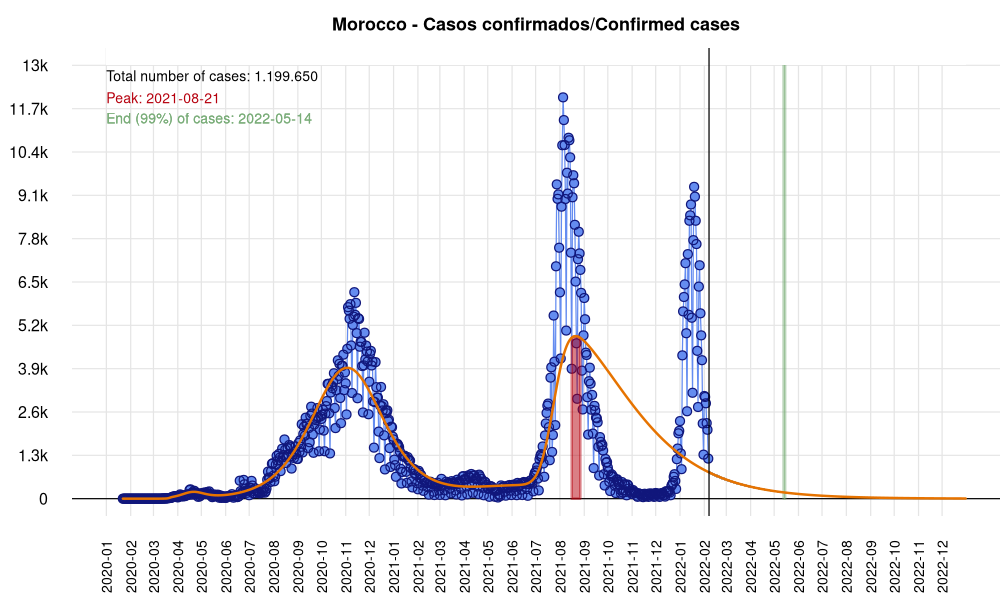 Morocco - Casos confirmados/Confirmed cases
Total number of cases: 1.199.650
Peak: 2021-08-21
End (99%) of cases: 2022-05-14
13k
11.7k
10.4k
9.1k
7.8k
6.5k
5.2k
3.9k
2.6k
1.3k
0
2020-01
2020-02
2020-03
2020-04
2020-05
2020-06
2020-07
2020-08
2020-09
2020-10
2020-11
2020-12
2021-01
2021-02
2021-03
2021-04
2021-05
2021-06
2021-07
2021-08
2021-09
2021-10
2021-11
2021-12
2022-01
2022-02
2022-03
2022-04
2022-05
2022-06
2022-07
2022-08
2022-09
2022-10
2022-11
2022-12